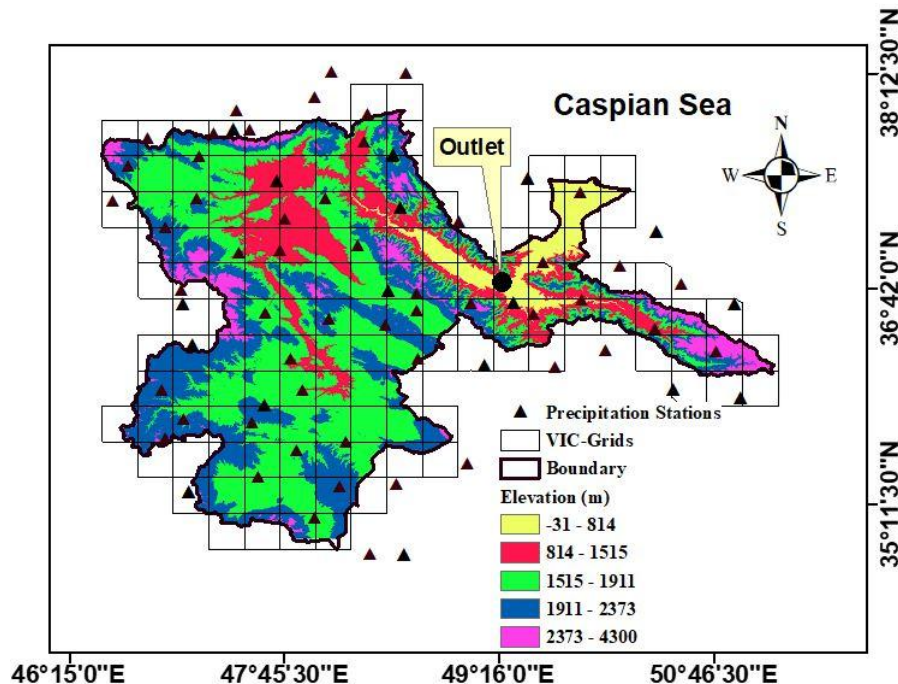 Caspian Sea
Outlet
N
W
E
S
38°12'30"N
36°42'0"N
35°11'30"N
Precipitation Stations
VIC-Grids
Boundary
Elevation (m)
-31 - 814
814 - 1515
1515 - 1911
1911 - 2373
2373 - 4300
46°15'0"E
47°45'30"E
49°16'0"E
50°46'30"E